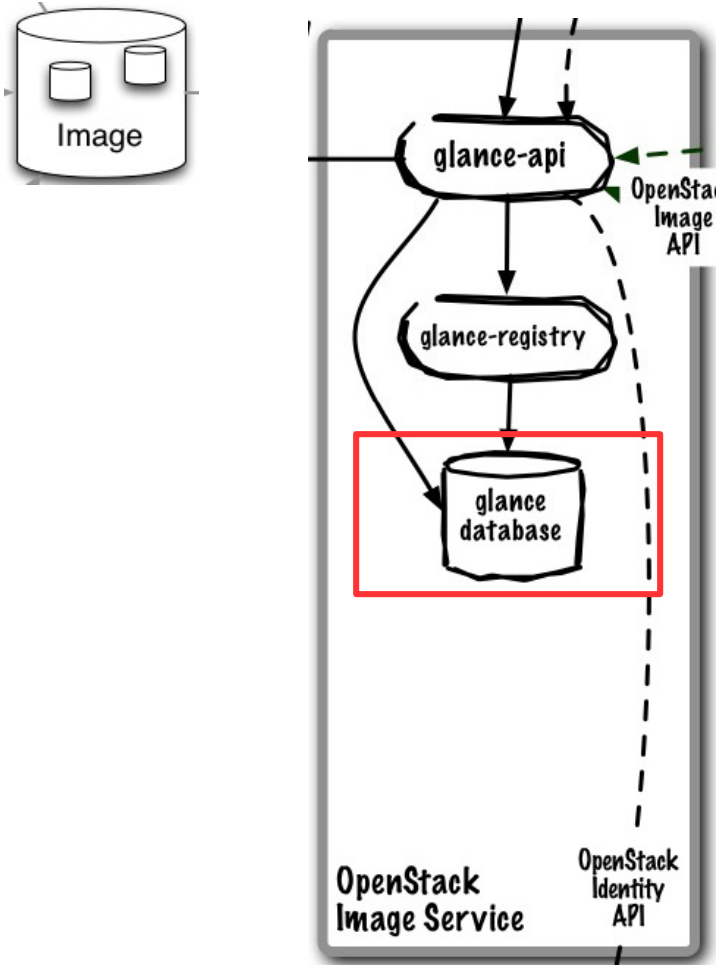 Image
glance-api
OpenStac
Image
API
glance-registry
glance
database
OpenStack
Image Service
OpenStack
Identity
API